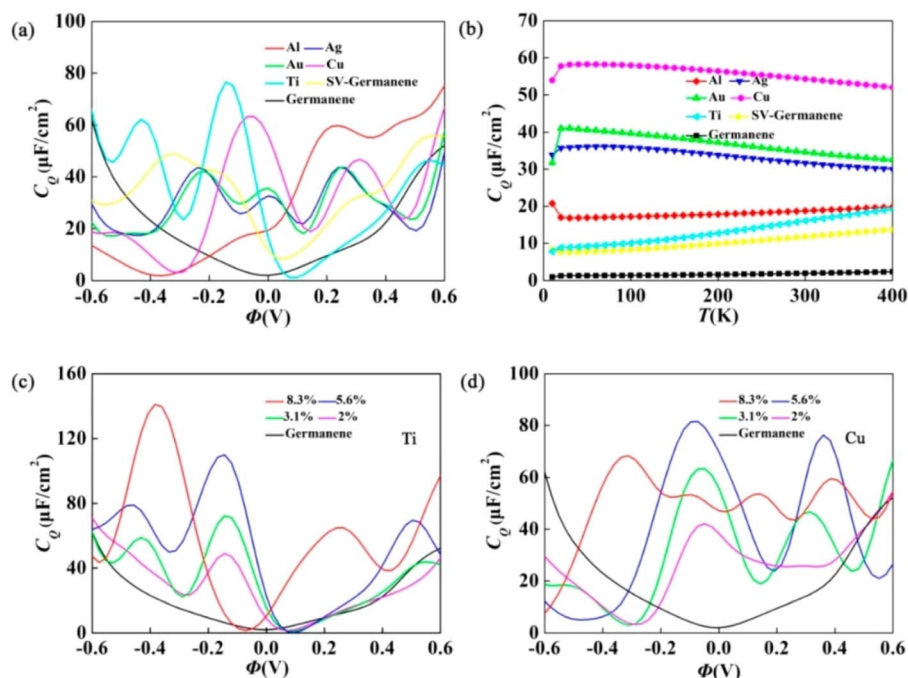 (a)
100
80
60
40
20
0
C_Q (μF/cm²)
Al Ag
Au Cu
Ti SV-Germanene
Germanene
-0.6 -0.4 -0.2 0.0 0.2 0.4 0.6
Φ(V)
(b)
80
70
60
50
40
30
20
10
0
C_Q (μF/cm²)
Al Ag
Au Cu
Ti SV-Germanene
Germanene
0 100 200 300 400
T(K)
(c)
160
120
80
40
0
C_Q (μF/cm²)
8.3% 5.6%
3.1% 2%
Germanene
Ti
-0.6 -0.4 -0.2 0.0 0.2 0.4 0.6
Φ(V)
(d)
100
80
60
40
20
0
C_Q (μF/cm²)
8.3% 5.6%
3.1% 2%
Germanene
Cu
-0.6 -0.4 -0.2 -0.0 0.2 0.4 0.6
Φ(V)